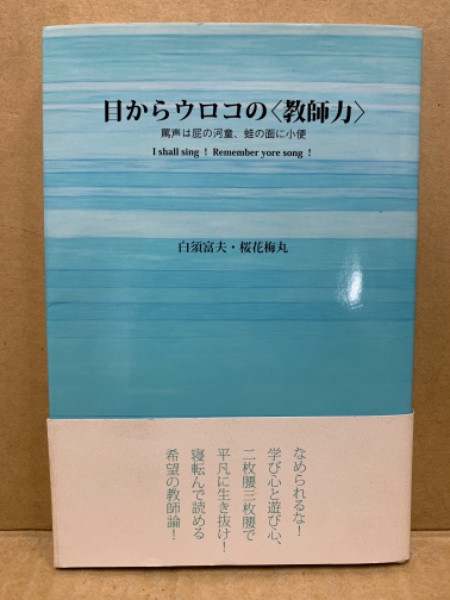 目からウロコの〈教師力〉
罵声は屁の河童、蛙の面に小便
I shall sing ! Remember yore song !
白須富夫・桜花梅丸
なめられるな!
学び心と遊び心、
二枚腰三枚腰で
平凡に生き抜け!
寝転んで読める
希望の教師論!